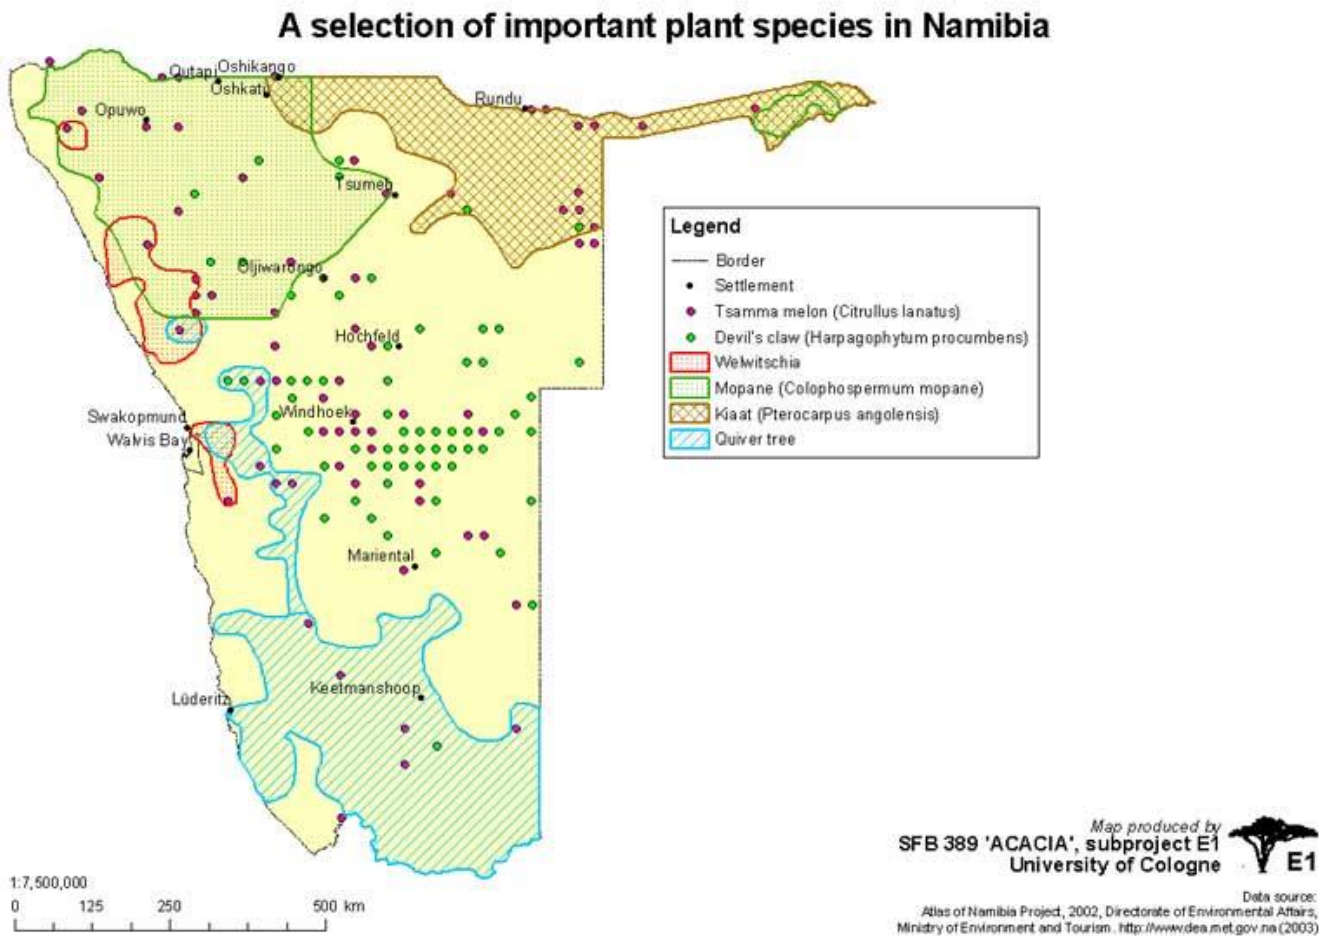 A selection of important plant species in Namibia
Qutapi Oshikango
Oshkatu
Opuwo
Rundu
Tsumeb
Oljiwarongo
Hochfeld
Swakopmund
Windhoek
Walvis Bay
Mariental
Keetmanshoop
Lüderitz
Legend
Border
Settlement
Tsamma melon (Citrullus lanatus)
Devil's claw (Harpagophytum procumbens)
Welwitschia
Mopane (Colophospermum mopane)
Kiaat (Pterocarpus angolensis)
Quiver tree
Map produced by
SFB 389 'ACACIA', subproject E1
University of Cologne
E1
1:7,500,000
0 125 250 500 km
Data source:
Atlas of Namibia Project, 2002, Directorate of Environmental Affairs,
Ministry of Environment and Tourism. http://www.dea.met.gov.na (2003)